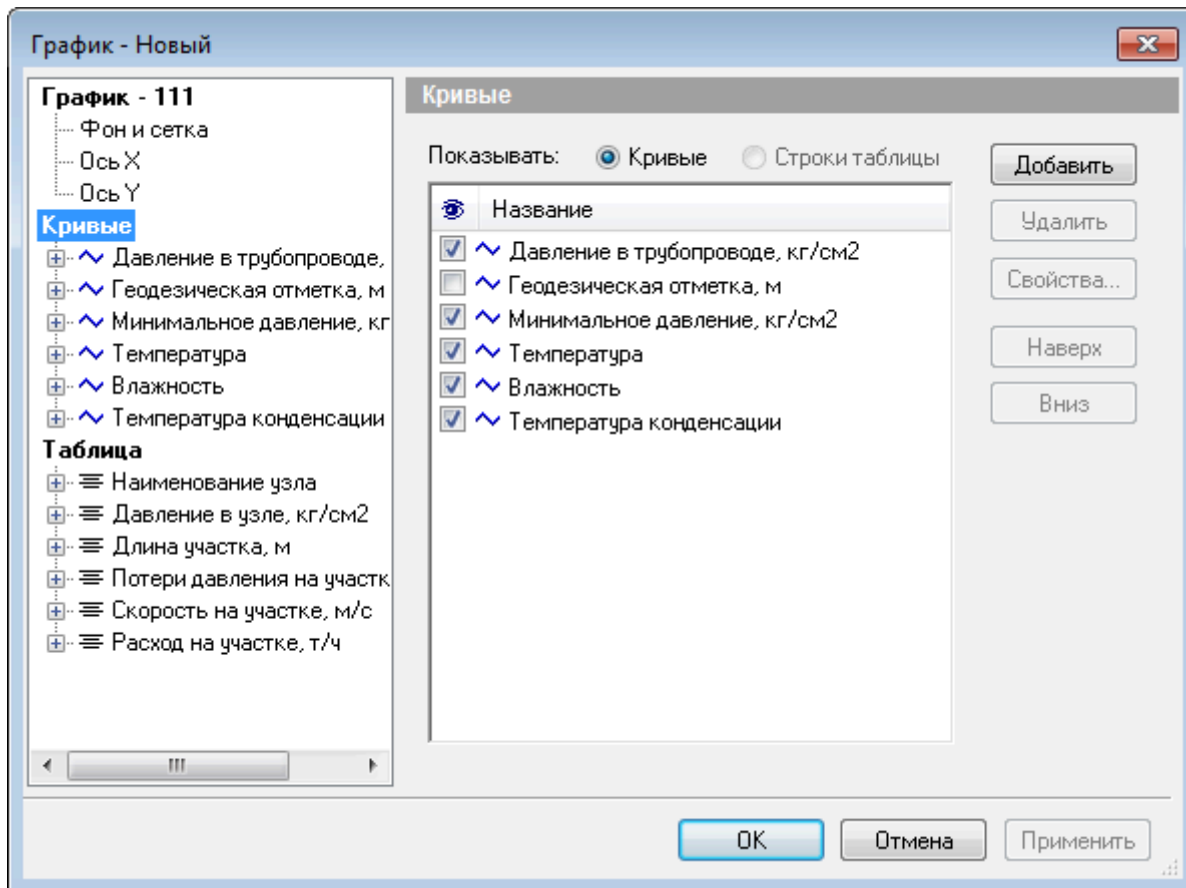 График - Новый
График - 111
Фон и сетка
Ось X
Ось Y
Кривые
Давление в трубопроводе,
Геодезическая отметка, м
Минимальное давление, кг
Температура
Влажность
Температура конденсации
Таблица
Наименование узла
Давление в узле, кг/см2
Длина участка, м
Потери давления на участк
Скорость на участке, м/с
Расход на участке, т/ч
Кривые
Показывать: Кривые Строки таблицы
Название
Давление в трубопроводе, кг/см2
Геодезическая отметка, м
Минимальное давление, кг/см2
Температура
Влажность
Температура конденсации
Добавить
Удалить
Свойства...
Наверх
Вниз
OK Отмена Применить